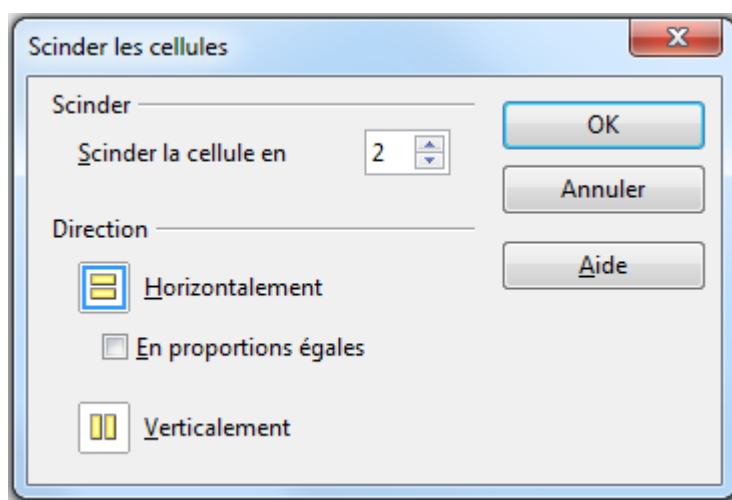 Scinder les cellules
Scinder
Scinder la cellule en 2
Direction
Horizontalement
En proportions égales
Verticalement
OK
Annuler
Aide